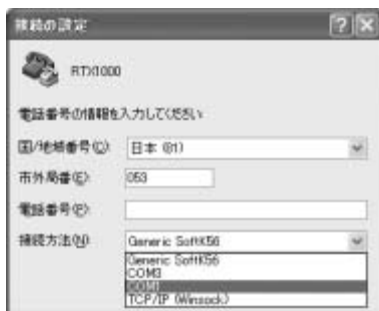 接続の設定
RTX1000
電話番号の情報を入力してください
国/地域番号(C): 日本 (81)
市外局番(E): 053
電話番号(P):
接続方法(N): Generic SoftK56
Generic SoftK56
COM3
COM1
TCP/IP (Winsock)